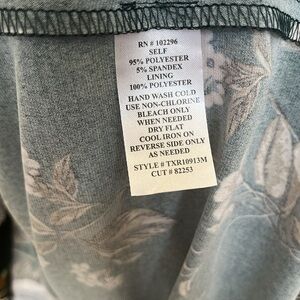 RN # 102296
SELF
95% POLYESTER
5% SPANDEX
LINING
100% POLYESTER
HAND WASH COLD
USE NON-CHLORINE
BLEACH ONLY
WHEN NEEDED
DRY FLAT
COOL IRON ON
REVERSE SIDE ONLY
AS NEEDED
STYLE # TXR10913M
CUT # 82253